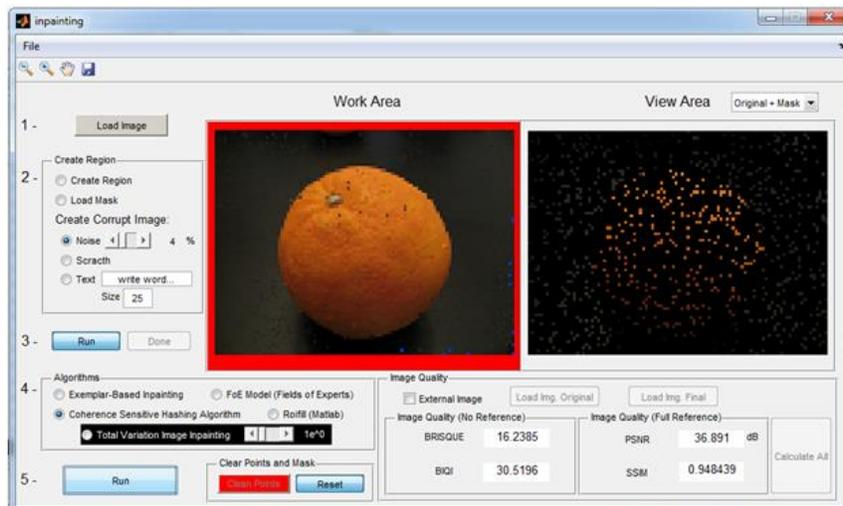 inpainting
File
Work Area
View Area
Original + Mask
1 -
Load Image
2 -
Create Region
Create Region
Load Mask
Create Corrupt Image:
Noise 4 %
Scracth
Text write word...
Size 25
3 -
Run Done
4 -
Algorithms
Exemplar-Based Inpainting FoE Model (Fields of Experts)
Coherence Sensitive Hashing Algorithm Roifill (Matlab)
Total Variation Image Inpainting 1e^0
5 -
Run
Clear Points and Mask
Clean Points Reset
Image Quality
External Image Load Img. Original Load Img. Final
Image Quality (No Reference)
BRISQUE 16.2385
BIQI 30.5196
Image Quality (Full Reference)
PSNR 36.891 dB
SSIM 0.948439
Calculate All